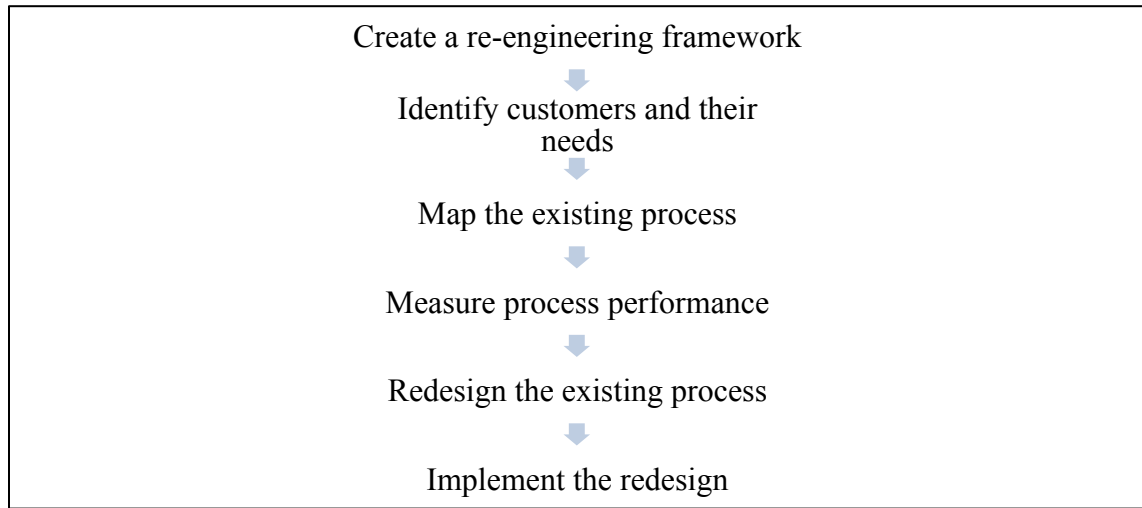 Create a re-engineering framework
Identify customers and their
needs
Map the existing process
Measure process performance
Redesign the existing process
Implement the redesign